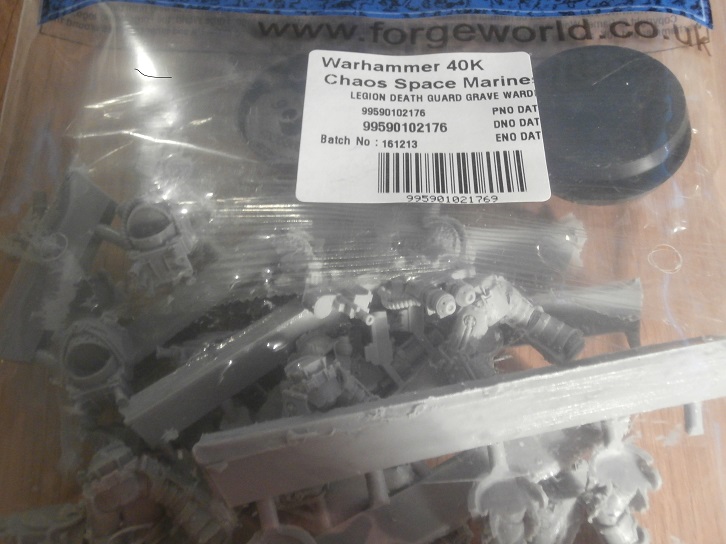 www.forgeworld.co.uk
Warhammer 40K
Chaos Space Marine
LEGION DEATH GUARD GRAVE WARD
99590102176 PNO DAT
99590102176 DNO DAT
Batch No : 161213 ENO DAT
995901021769